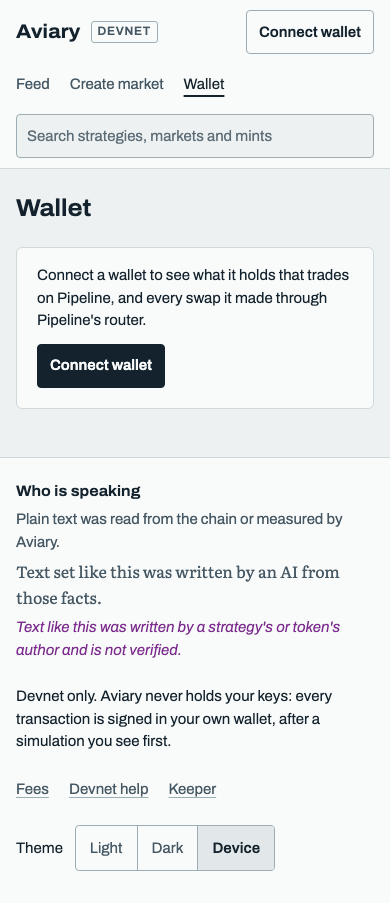 Aviary DEVNET Connect wallet
Feed Create market Wallet
Search strategies, markets and mints
Wallet
Connect a wallet to see what it holds that trades
on Pipeline, and every swap it made through
Pipeline's router.
Connect wallet
Who is speaking
Plain text was read from the chain or measured by
Aviary.
Text set like this was written by an AI from
those facts.
Text like this was written by a strategy's or token's
author and is not verified.
Devnet only. Aviary never holds your keys: every
transaction is signed in your own wallet, after a
simulation you see first.
Fees Devnet help Keeper
Theme Light Dark Device